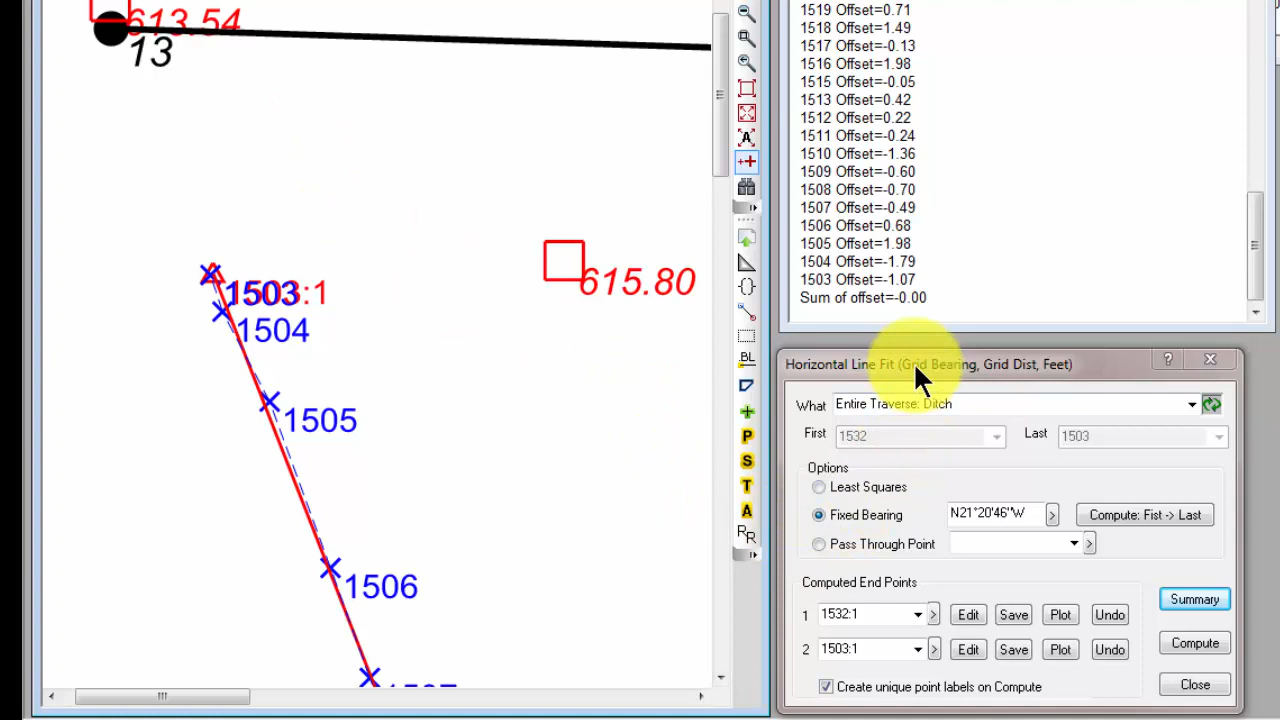 613.54
13
615.80
1503
:1
1504
1505
1506
A
BL
P
S
T
A
RR
1519 Offset=0.71
1518 Offset=1.49
1517 Offset=-0.13
1516 Offset=1.98
1515 Offset=-0.05
1513 Offset=0.42
1512 Offset=0.22
1511 Offset=-0.24
1510 Offset=-1.36
1509 Offset=-0.60
1508 Offset=-0.70
1507 Offset=-0.49
1506 Offset=0.68
1505 Offset=1.98
1504 Offset=-1.79
1503 Offset=-1.07
Sum of offset=-0.00
Horizontal Line Fit (Grid Bearing, Grid Dist, Feet)
What Entire Traverse: Ditch
First 1532 Last 1503
Options
Least Squares
Fixed Bearing N21°20'46"W > Compute: Fist -> Last
Pass Through Point >
Computed End Points
1 1532:1 > Edit Save Plot Undo
2 1503:1 > Edit Save Plot Undo
Create unique point labels on Compute
Summary
Compute
Close